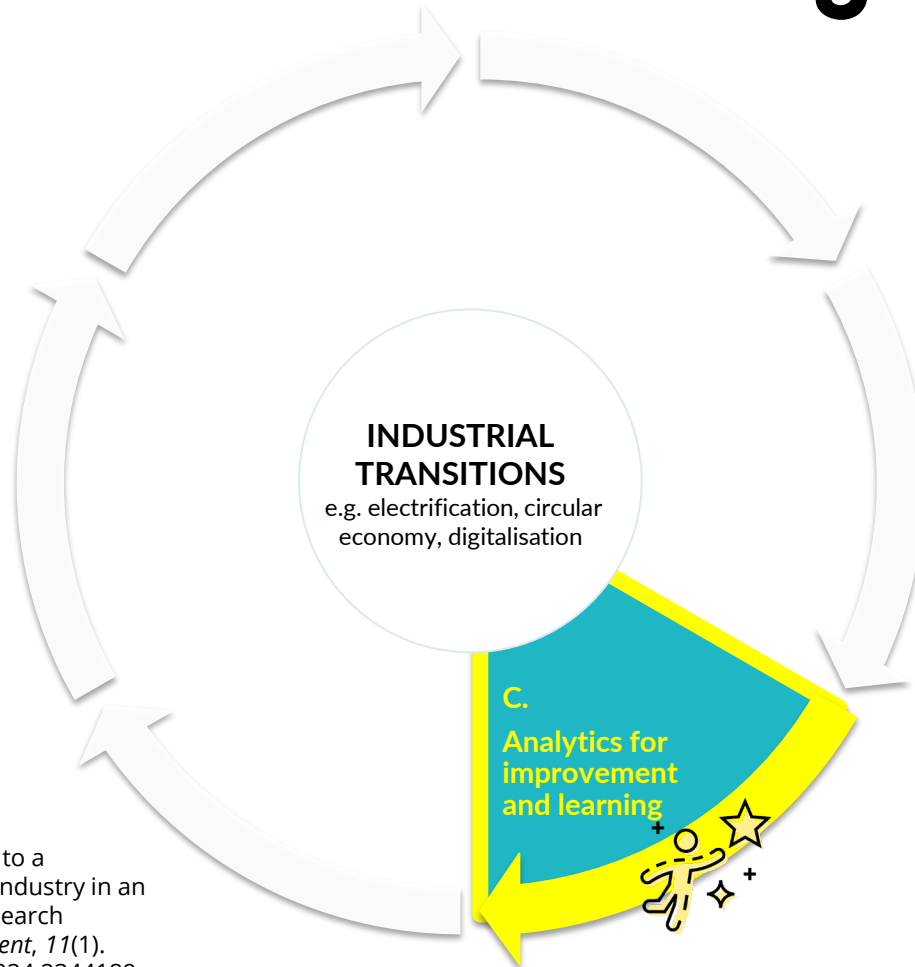 INDUSTRIAL
TRANSITIONS
e.g. electrification, circular
economy, digitalisation
C.
Analytics for
improvement
and learning
to a
ndustry in an
earch
ent, 11(1).